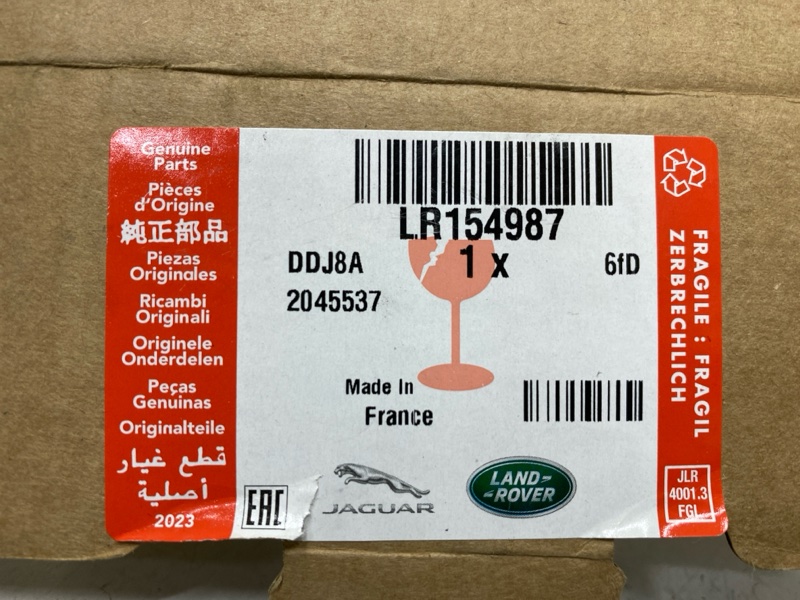 Genuine
Parts
Pièces
d'Origine
純正部品
Piezas
Originales
Ricambi
Originali
Originele
Onderdelen
Peças
Genuinas
Originalteile
قطع غيار
أصلية
2023
LR154987
DDJ8A
1 x
6fD
2045537
Made In
France
EAC
JAGUAR
LAND-
-ROVER
FRAGILE : FRAGIL
ZERBRECHLICH
JLR
4001.3
FGL